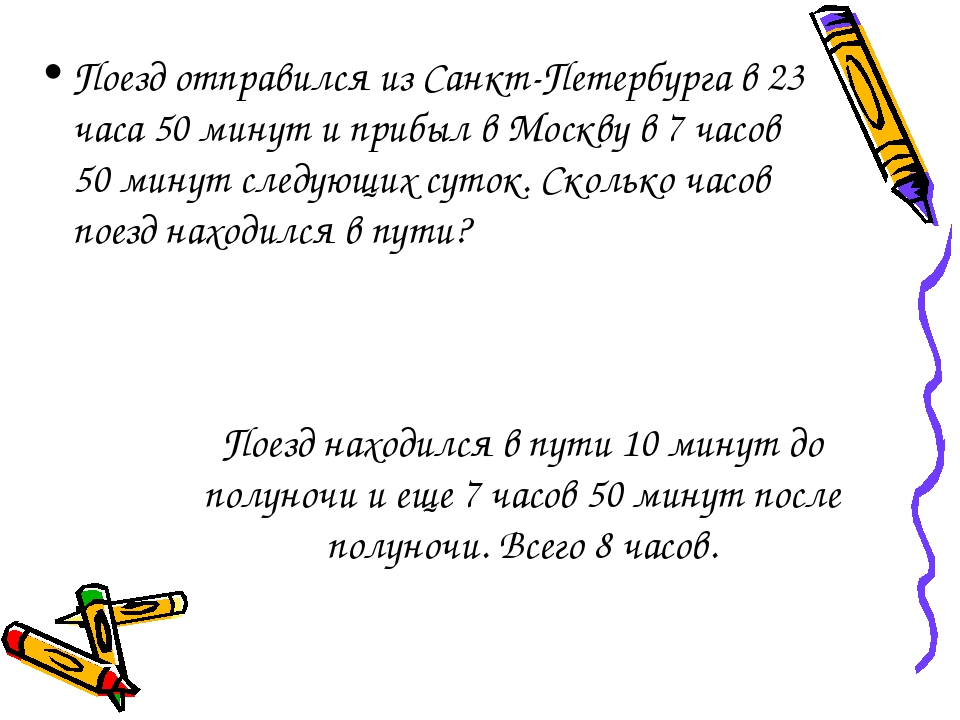 • Поезд отправился из Санкт-Петербурга в 23
часа 50 минут и прибыл в Москву в 7 часов
50 минут следующих суток. Сколько часов
поезд находился в пути?
Поезд находился в пути 10 минут до
полуночи и еще 7 часов 50 минут после
полуночи. Всего 8 часов.